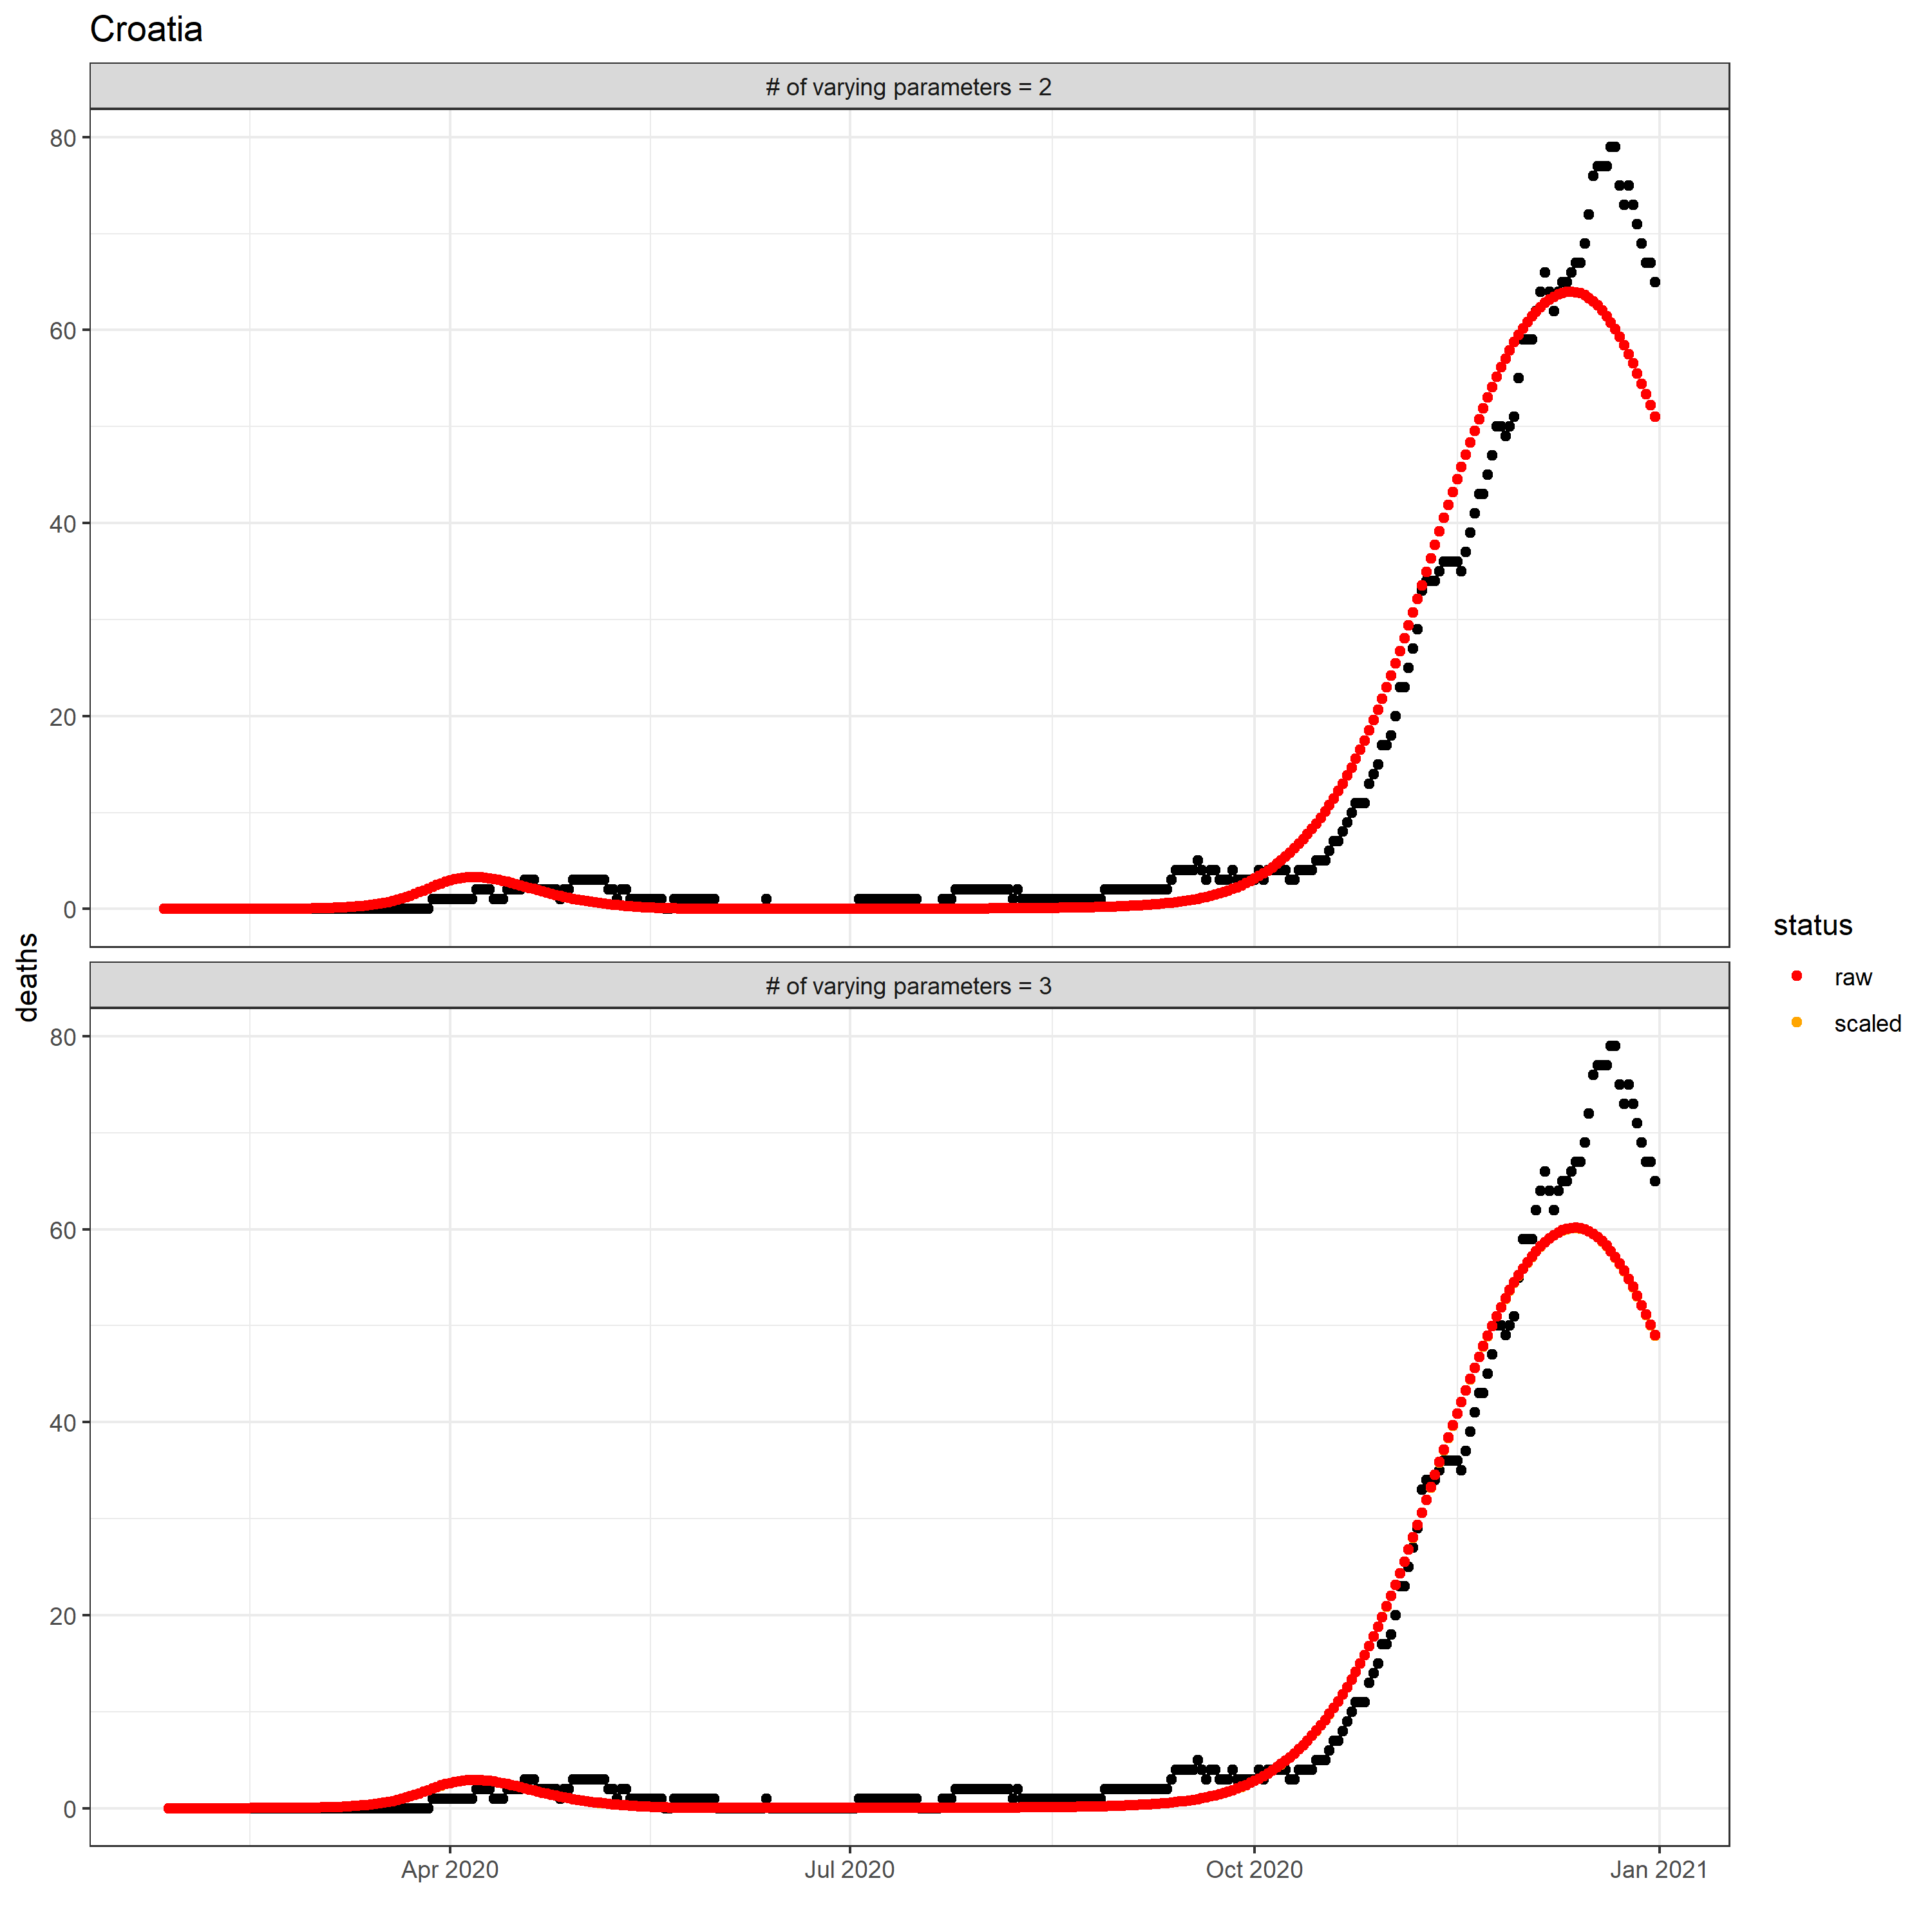 Croatia
# of varying parameters = 2
80
60
40
20
0
deaths
# of varying parameters = 3
80
60
40
20
0
Apr 2020
Jul 2020
Oct 2020
Jan 2021
status
raw
scaled